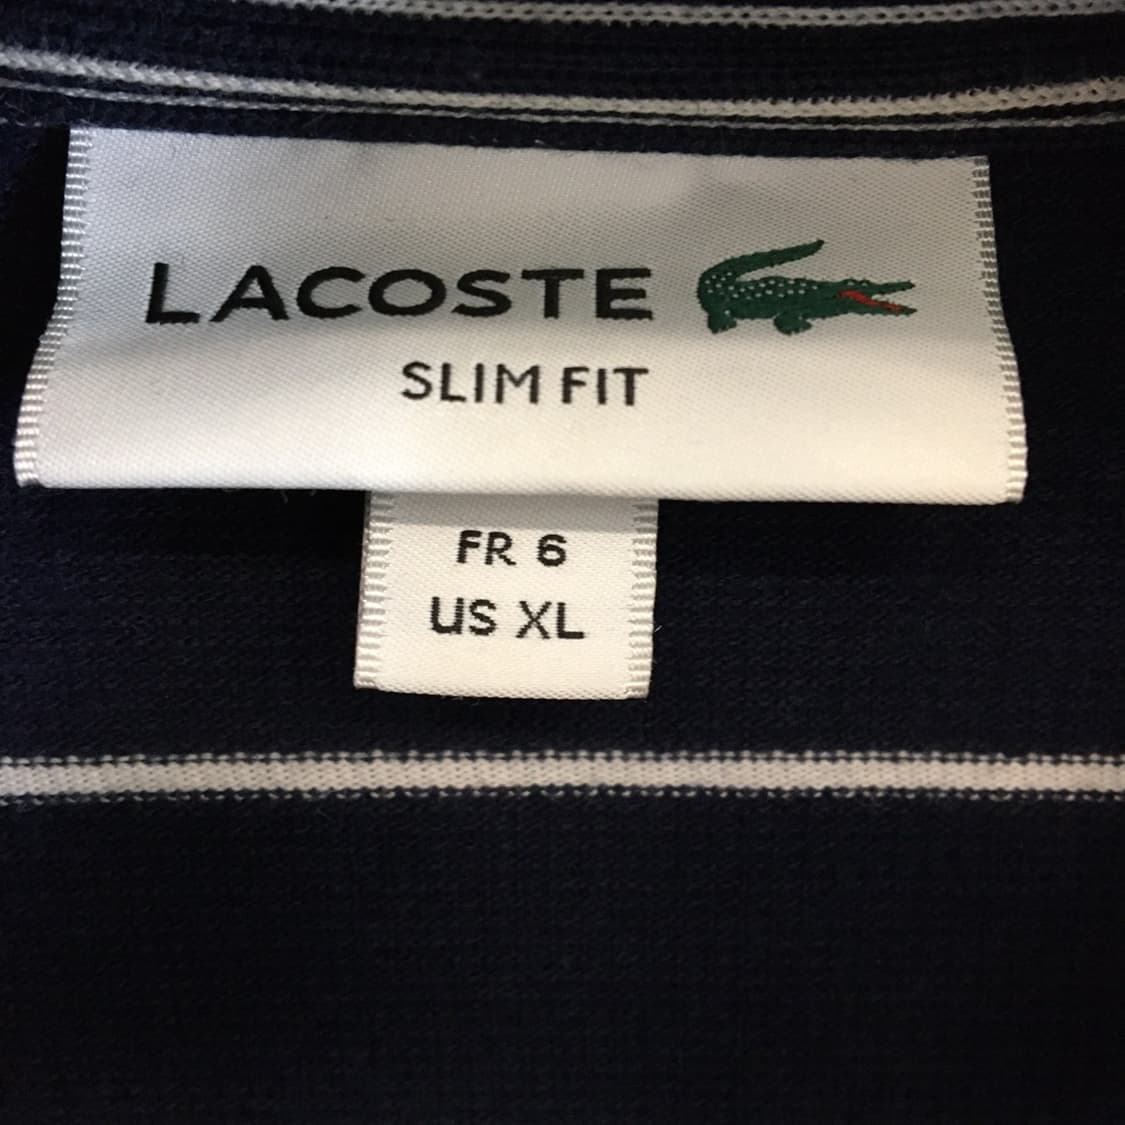 LACOSTE
SLIM FIT
FR 6
US XL